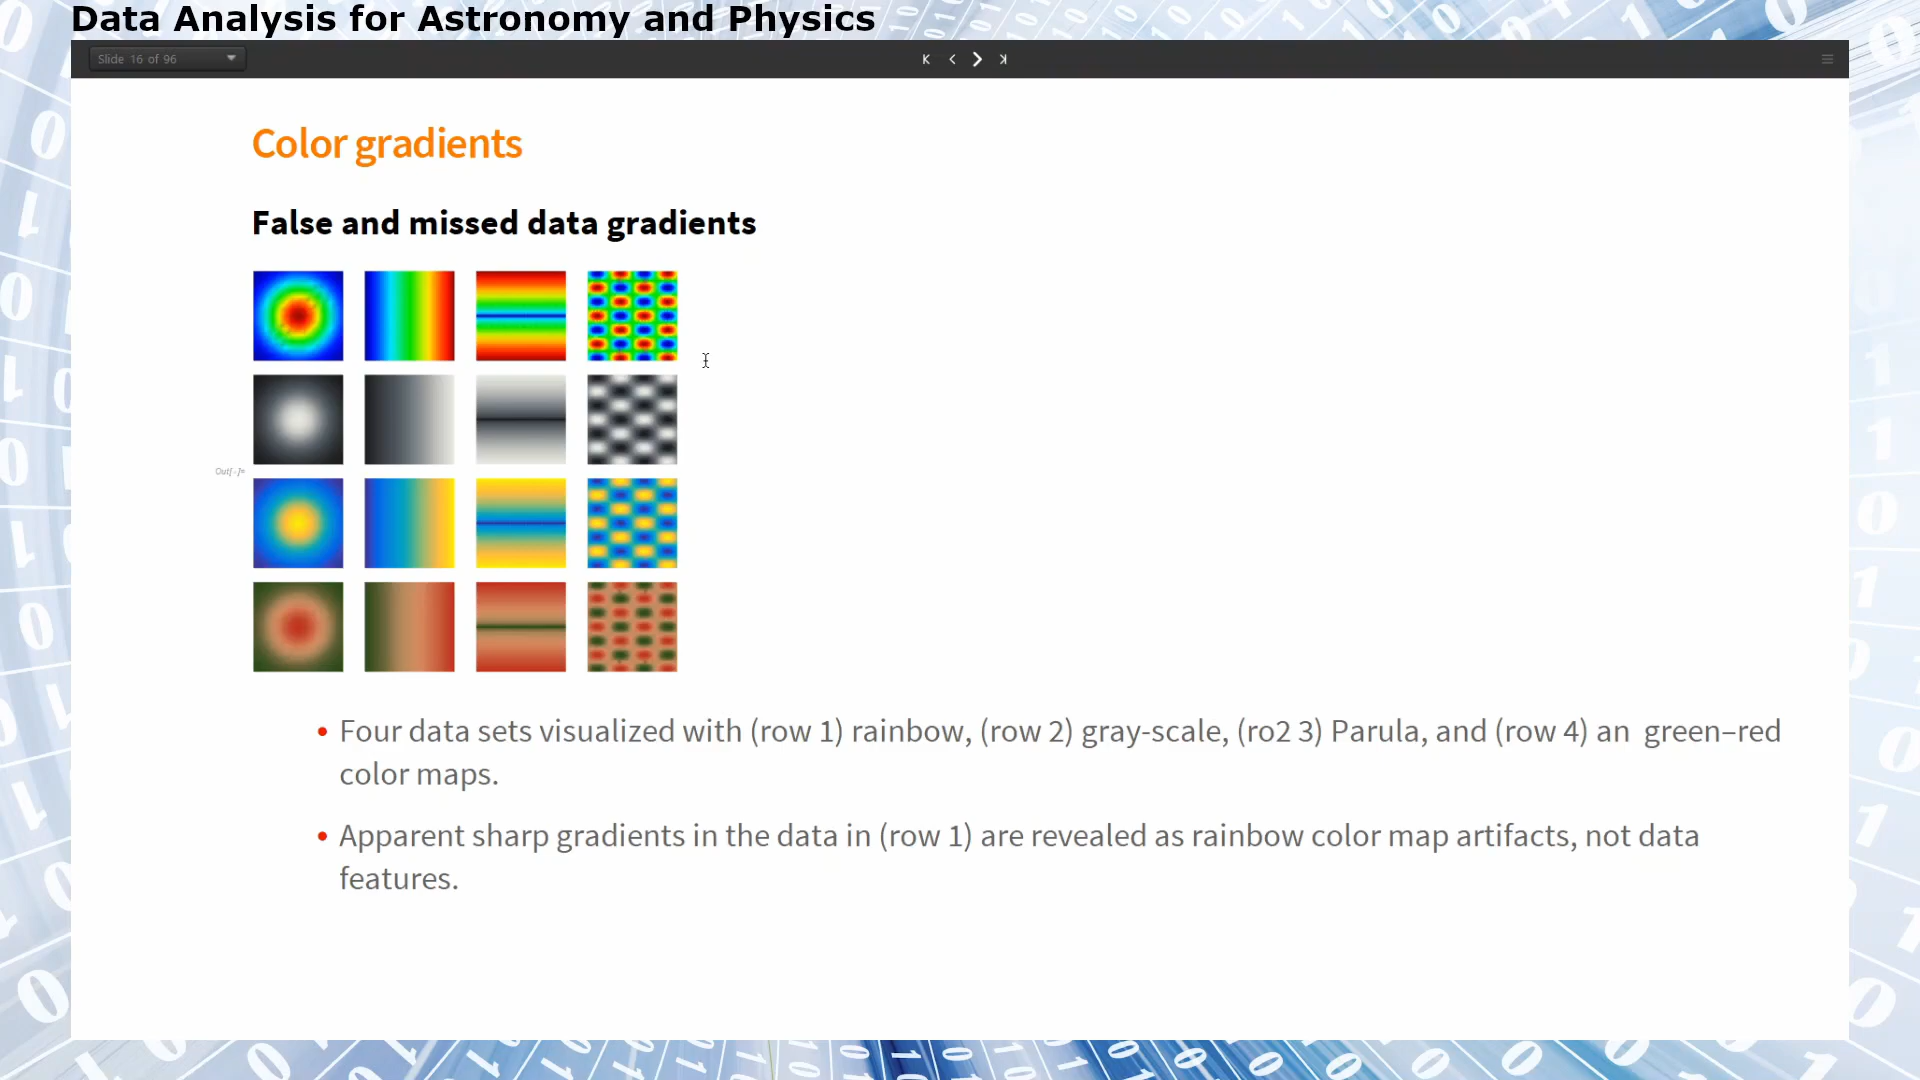 Data Analysis for Astronomy and Physics
Slide 16 of 96
Color gradients
False and missed data gradients
Out[-]=
• Four data sets visualized with (row 1) rainbow, (row 2) gray-scale, (ro2 3) Parula, and (row 4) an green–red
color maps.
• Apparent sharp gradients in the data in (row 1) are revealed as rainbow color map artifacts, not data
features.